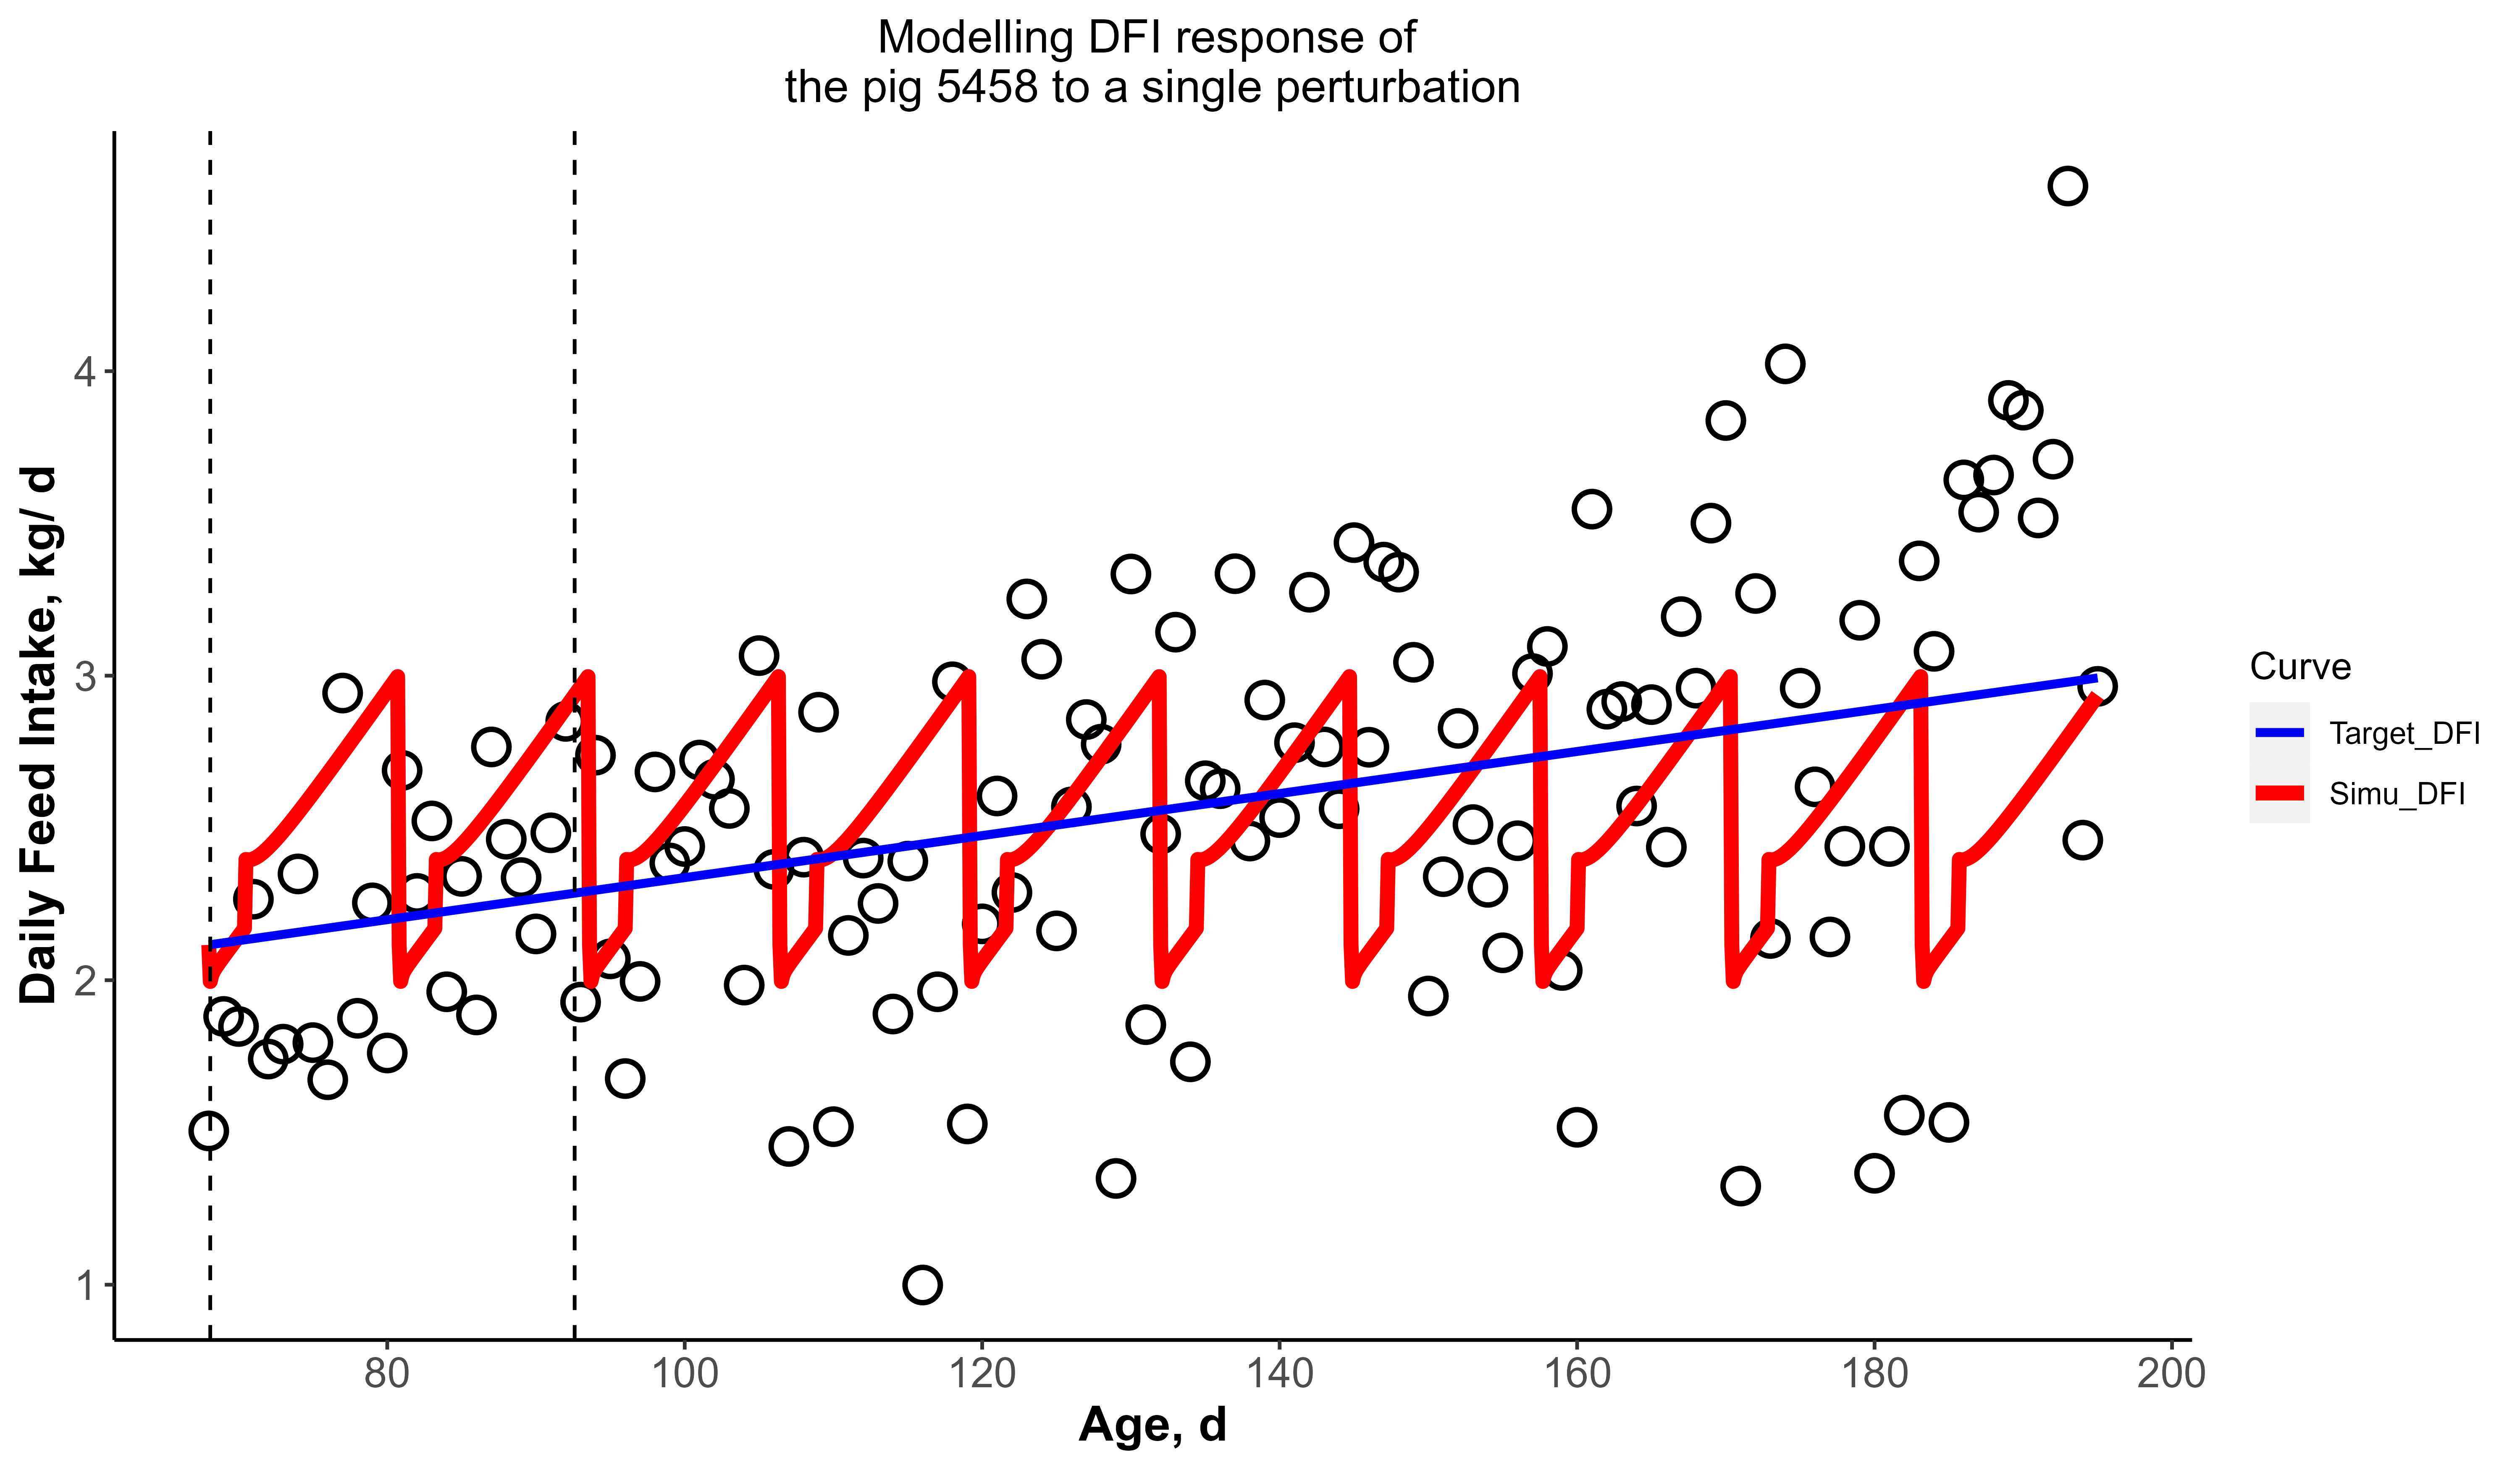 Modelling DFI response of
the pig 5458 to a single perturbation
Daily Feed Intake, kg/ d
4
3
2
1
80 100 120 140 160 180 200
Age, d
Curve
Target_DFI
Simu_DFI